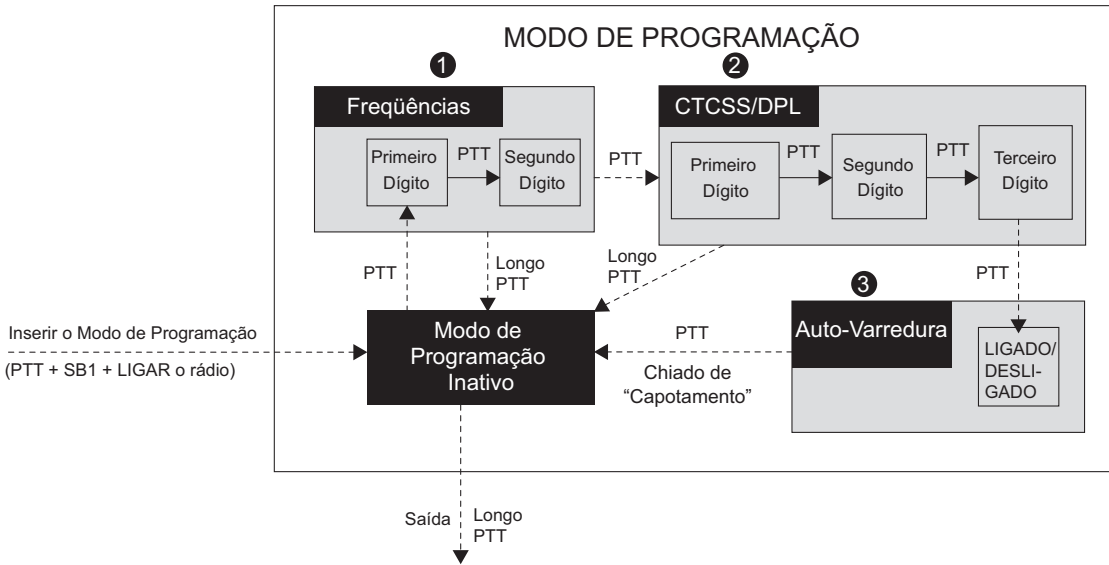 MODO DE PROGRAMAÇÃO
1
2
Freqüências
CTCSS/DPL
Primeiro
Dígito
PTT
Segundo
Dígito
PTT
Primeiro
Dígito
PTT
Segundo
Dígito
PTT
Terceiro
Dígito
PTT
Longo
PTT
Longo
PTT
PTT
3
Inserir o Modo de Programação
(PTT + SB1 + LIGAR o rádio)
Modo de
Programação
Inativo
PTT
Chiado de
“Capotamento”
Auto-Varredura
LIGADO/
DESLI-
GADO
Saída
Longo
PTT